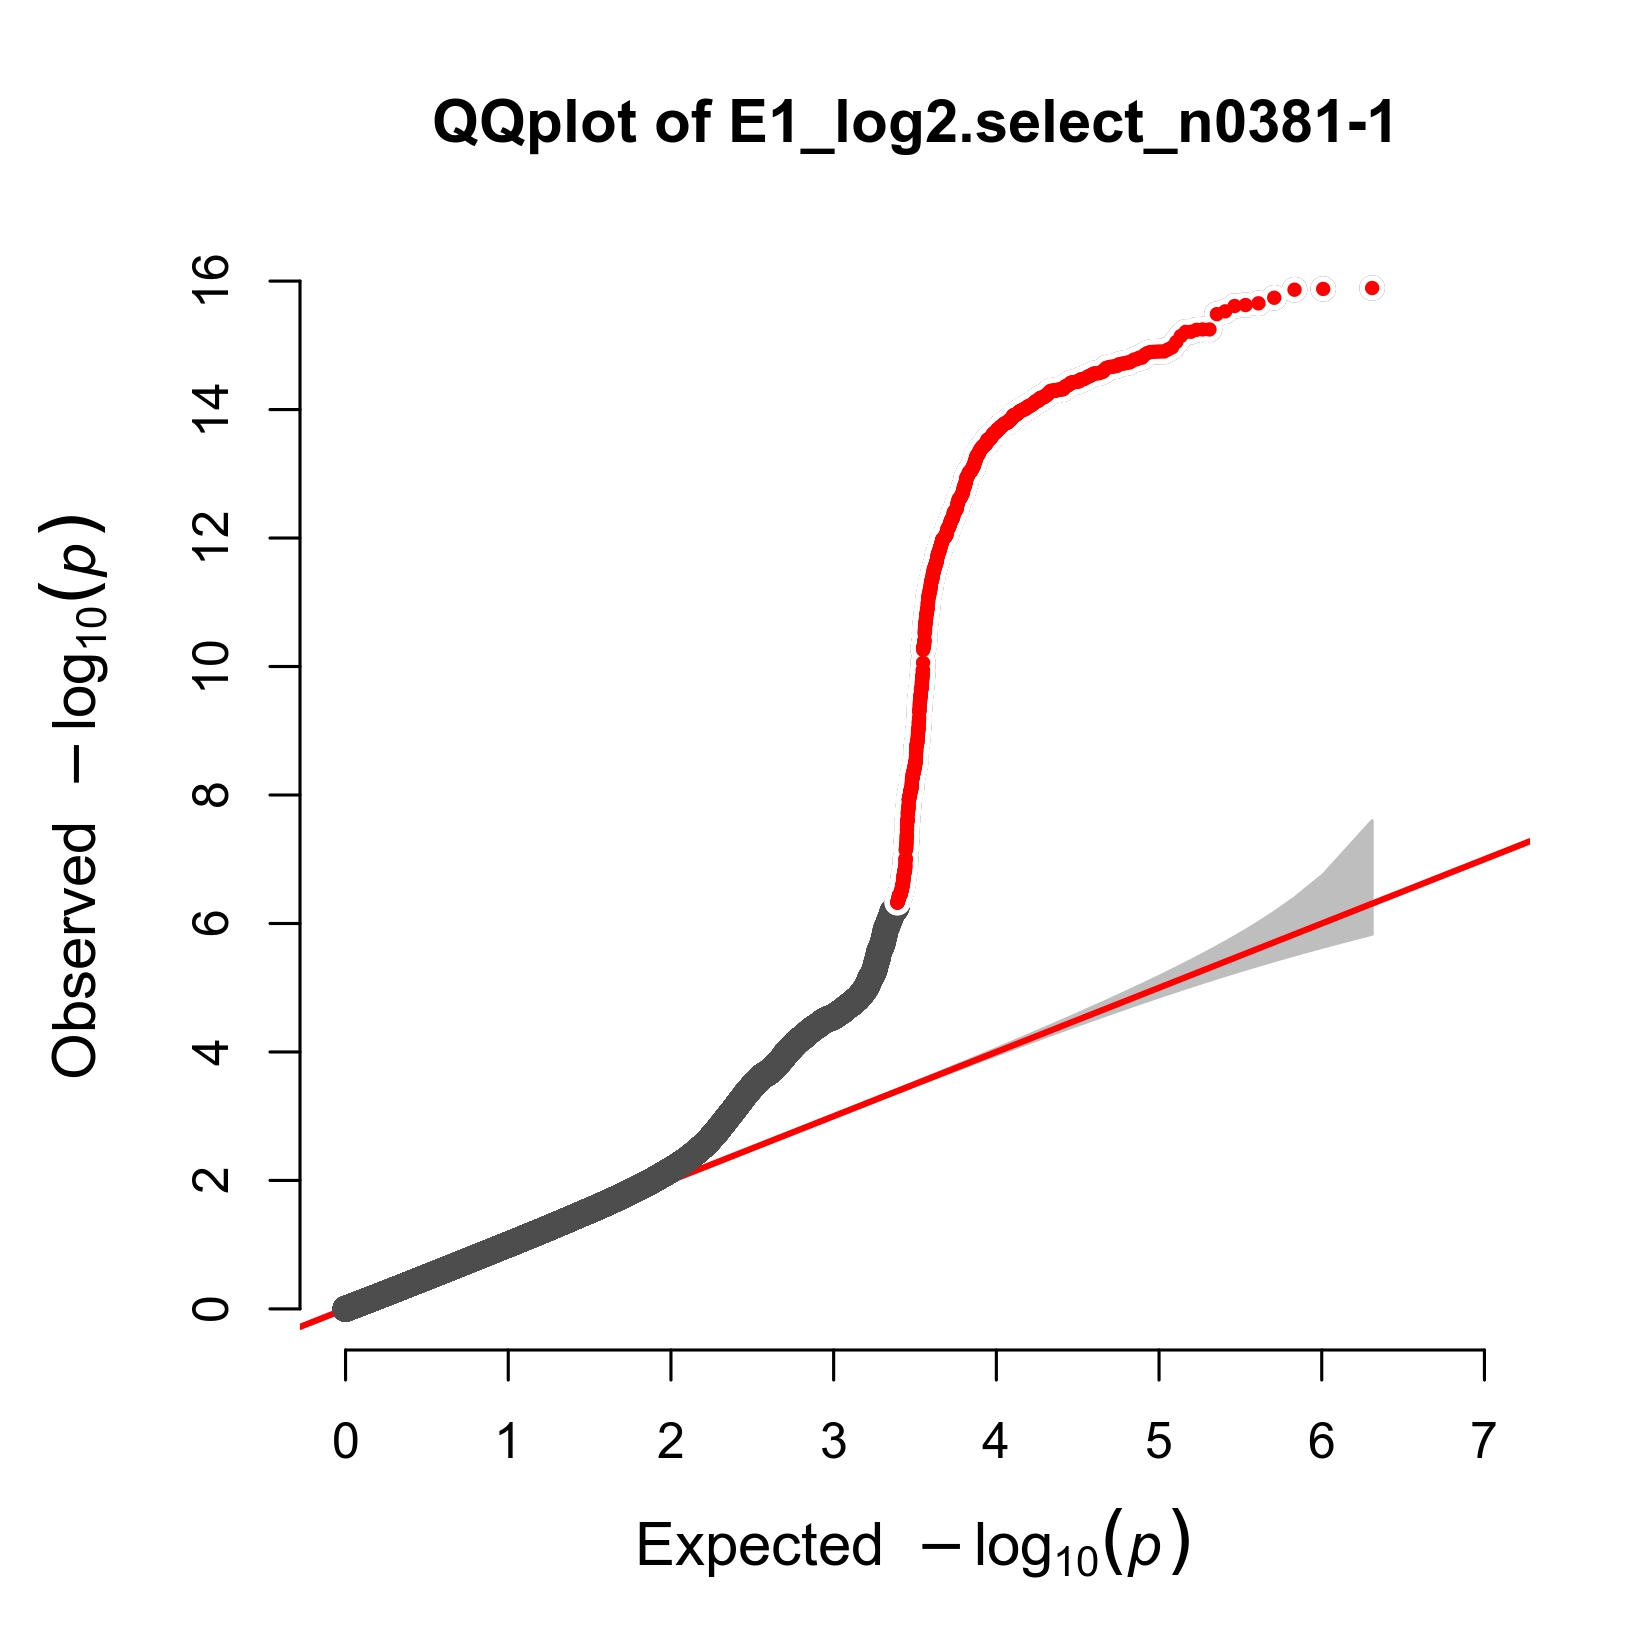 QQplot of E1_log2.select_n0381-1
Observed −log10(p)
16
14
12
10
8
6
4
2
0
0 1 2 3 4 5 6 7
Expected −log10(p)